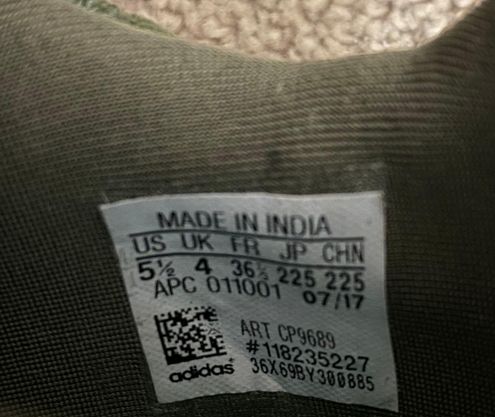 MADE IN INDIA
US UK FR JP CHN
5½ 4 36⅔ 225 225
APC 011001 07/17
ART CP9689
#118235227
adidas 36X69BY300885